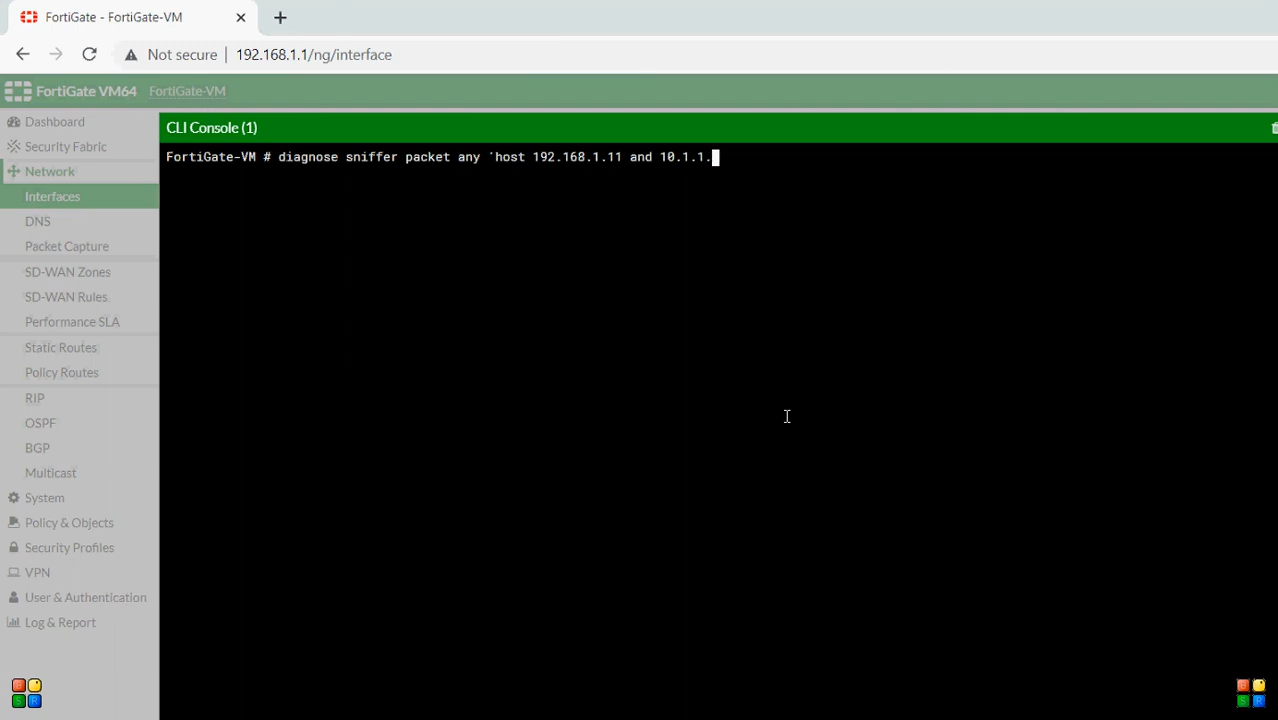 FortiGate - FortiGate-VM
Not secure | 192.168.1.1/ng/interface
FortiGate VM64 FortiGate-VM
Dashboard
Security Fabric
Network
Interfaces
DNS
Packet Capture
SD-WAN Zones
SD-WAN Rules
Performance SLA
Static Routes
Policy Routes
RIP
OSPF
BGP
Multicast
System
Policy & Objects
Security Profiles
VPN
User & Authentication
Log & Report
CLI Console (1)
FortiGate-VM # diagnose sniffer packet any 'host 192.168.1.11 and 10.1.1.
B
S R
B
S R